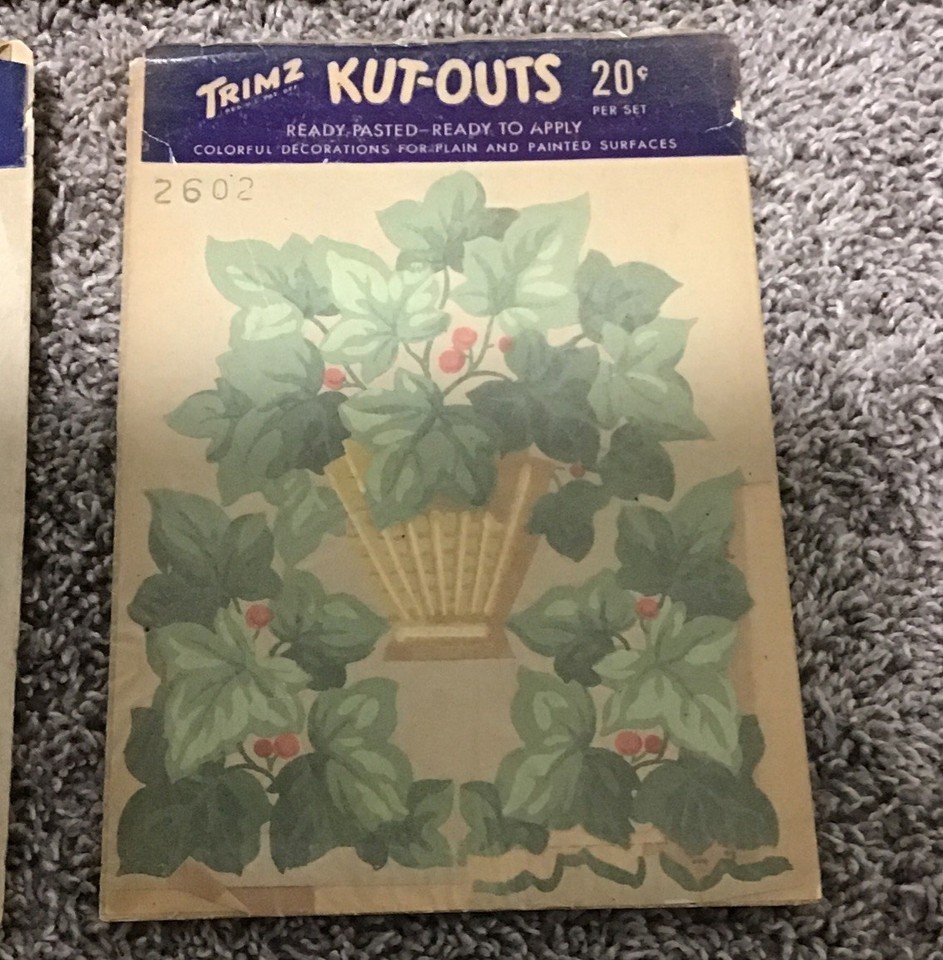 TRIMZ KUT-OUTS 20¢
PER SET
READY PASTED—READY TO APPLY
COLORFUL DECORATIONS FOR PLAIN AND PAINTED SURFACES
2602